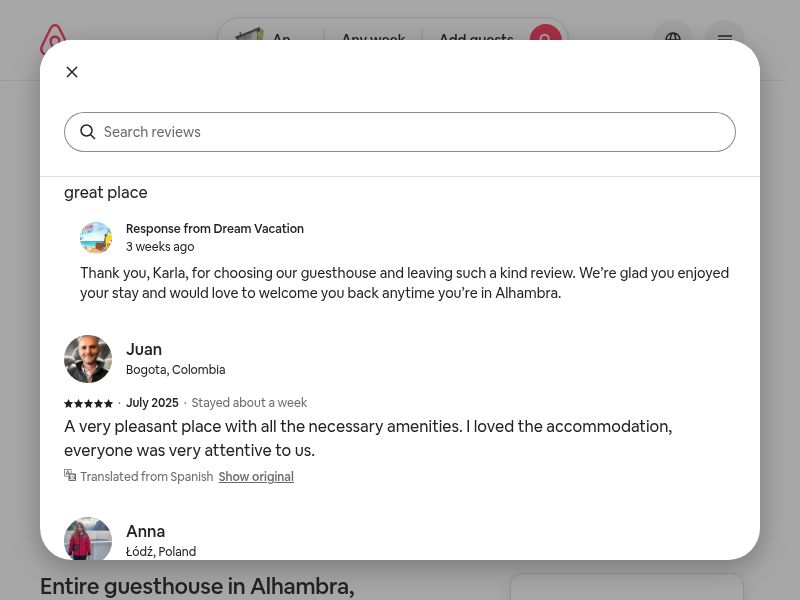 An
Any week
Add guests
Search reviews
great place
Response from Dream Vacation
3 weeks ago
Thank you, Karla, for choosing our guesthouse and leaving such a kind review. We're glad you enjoyed
your stay and would love to welcome you back anytime you're in Alhambra.
Juan
Bogota, Colombia
· July 2025 · Stayed about a week
A very pleasant place with all the necessary amenities. I loved the accommodation,
everyone was very attentive to us.
Translated from Spanish Show original
Anna
Łódź, Poland
Entire guesthouse in Alhambra,